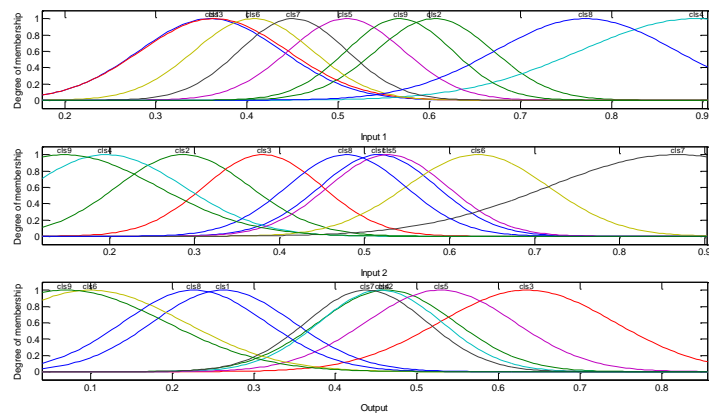 cls1 cls3 cls6 cls7 cls5 cls9 cls2 cls8 cls4
Degree of membership
1
0.8
0.6
0.4
0.2
0
0.2 0.3 0.4 0.5 0.6 0.7 0.8 0.9
Input 1
cls9 cls4 cls2 cls3 cls8 cls1 cls5 cls6 cls7
Degree of membership
1
0.8
0.6
0.4
0.2
0
0.2 0.3 0.4 0.5 0.6 0.7 0.8 0.9
Input 2
cls9 cls6 cls8 cls1 cls7 cls4 cls2 cls5 cls3
Degree of membership
1
0.8
0.6
0.4
0.2
0
0.1 0.2 0.3 0.4 0.5 0.6 0.7 0.8
Output